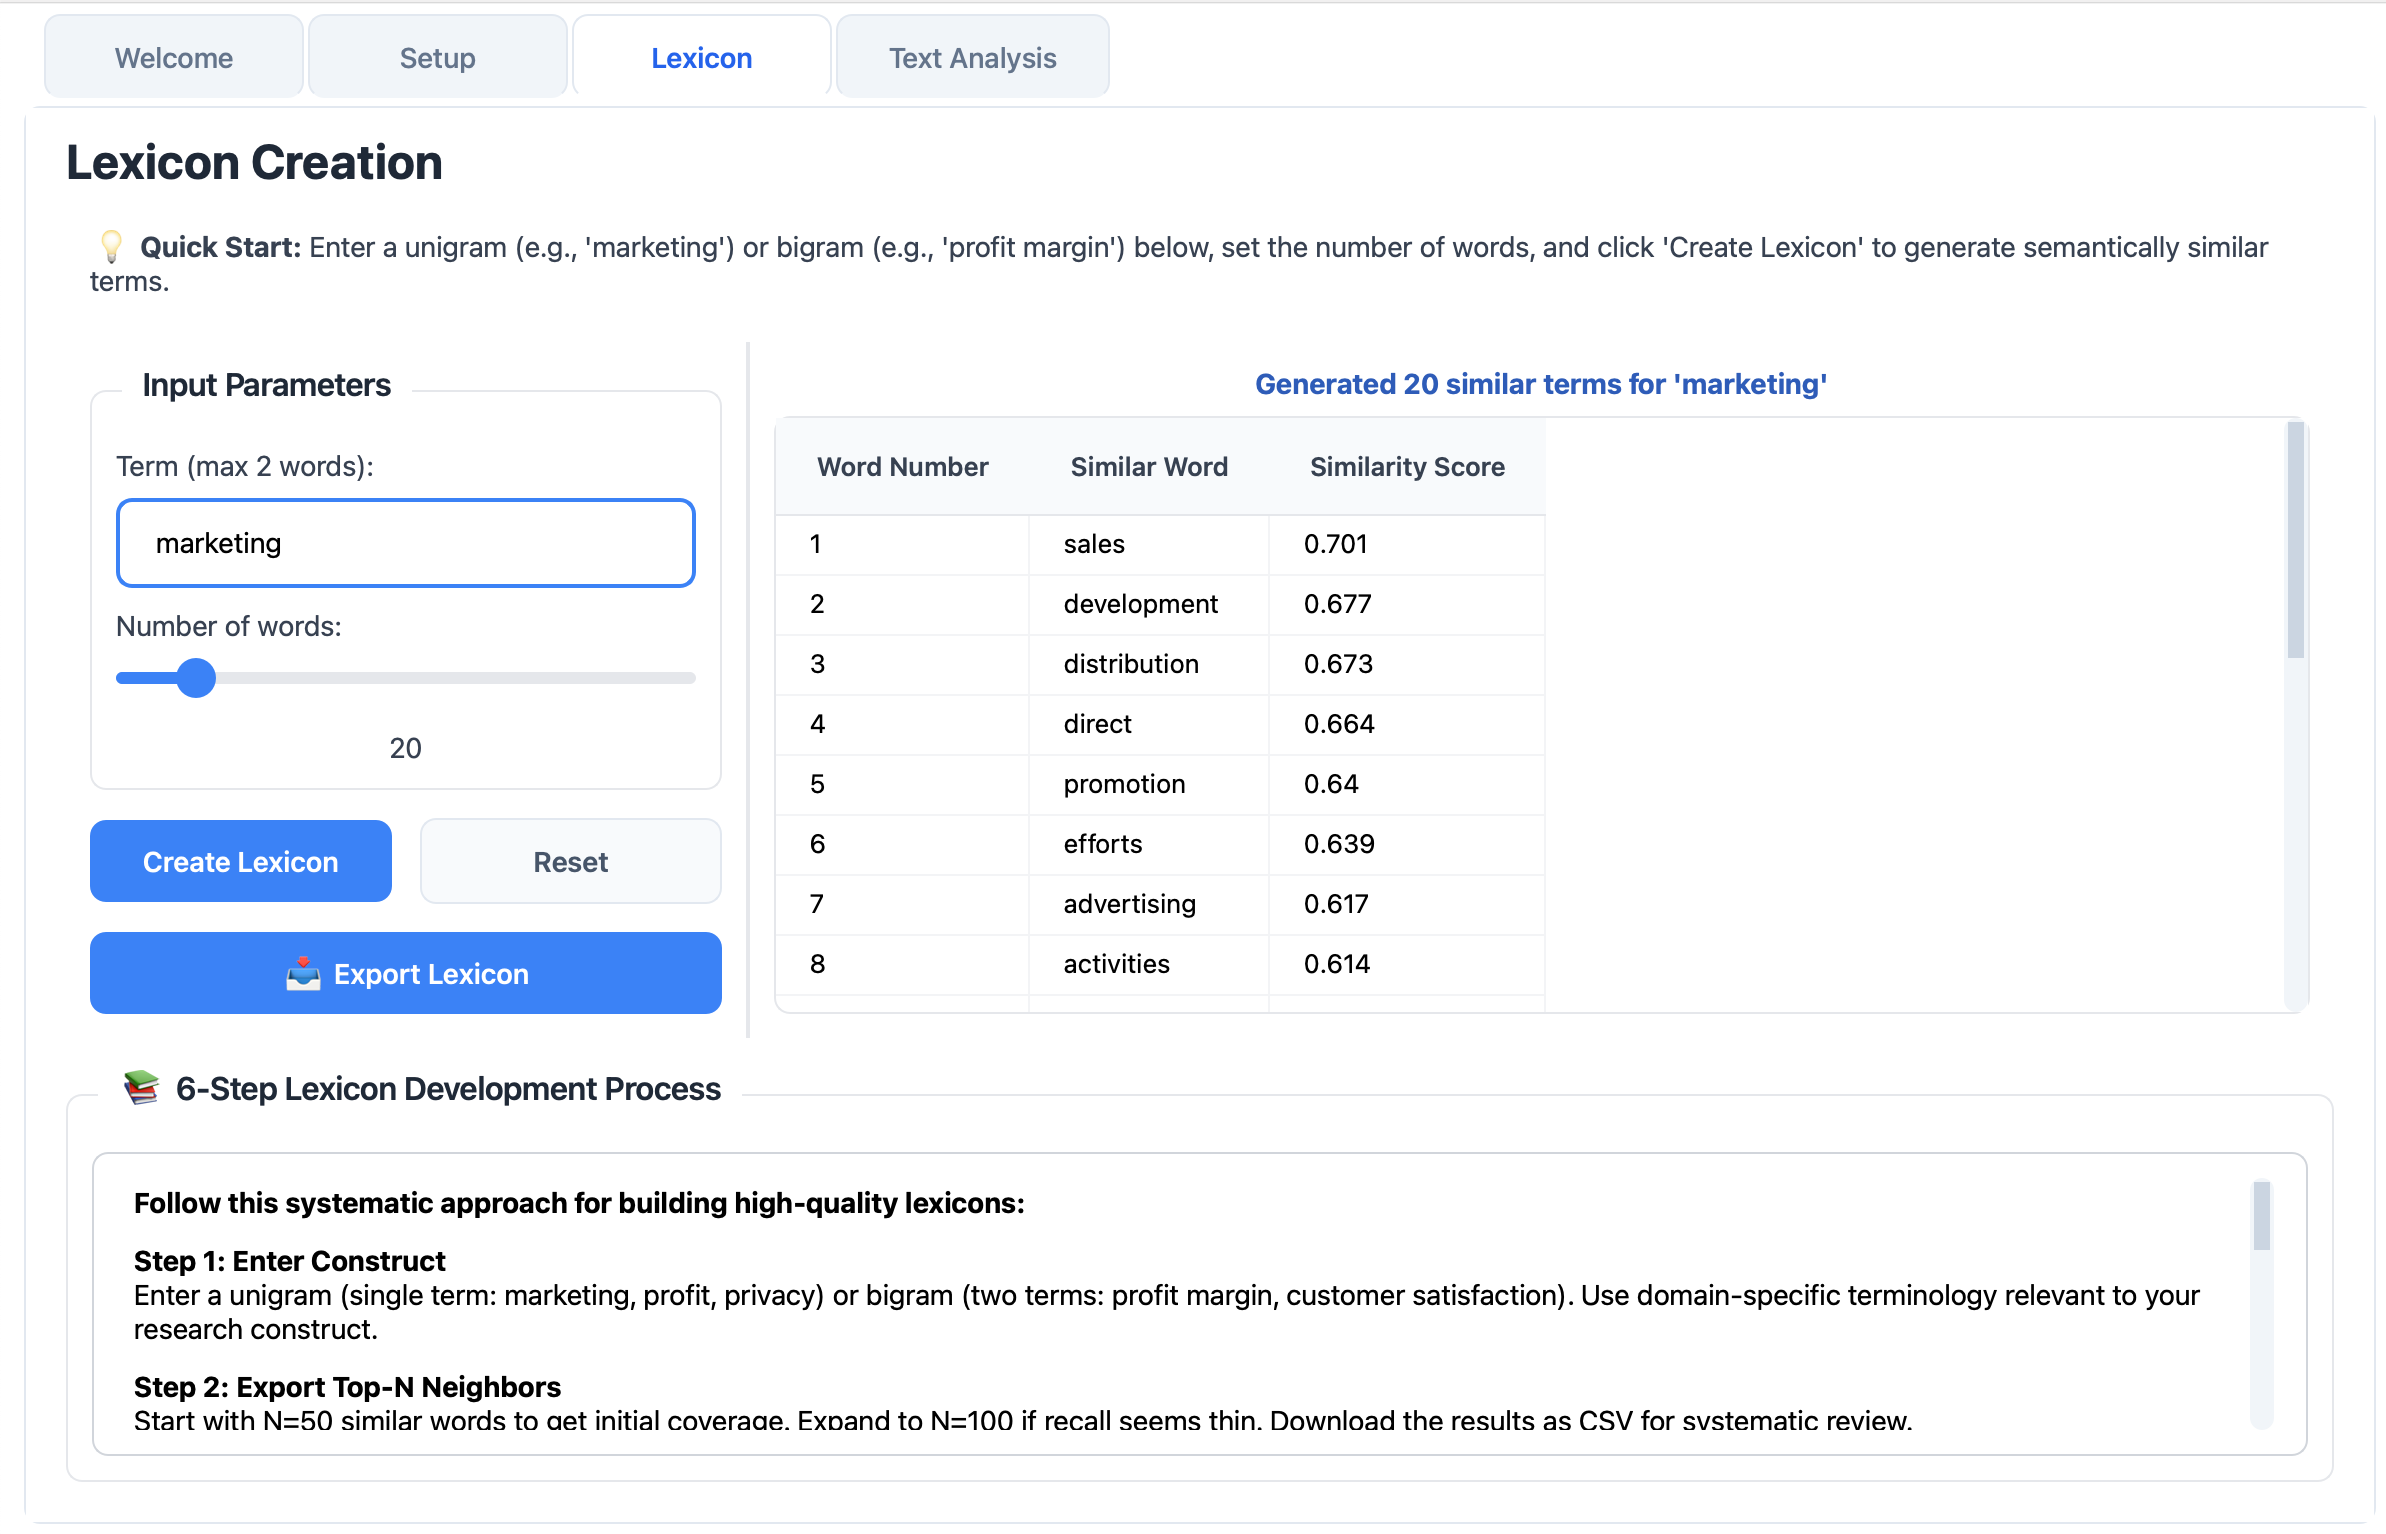 Welcome
Setup
Lexicon
Text Analysis
Lexicon Creation
💡 Quick Start: Enter a unigram (e.g., 'marketing') or bigram (e.g., 'profit margin') below, set the number of words, and click 'Create Lexicon' to generate semantically similar
terms.
Input Parameters
Term (max 2 words):
marketing
Number of words:
20
Create Lexicon
Reset
📥 Export Lexicon
Generated 20 similar terms for 'marketing'
Word Number Similar Word Similarity Score
1 sales 0.701
2 development 0.677
3 distribution 0.673
4 direct 0.664
5 promotion 0.64
6 efforts 0.639
7 advertising 0.617
8 activities 0.614
📚 6-Step Lexicon Development Process
Follow this systematic approach for building high-quality lexicons:
Step 1: Enter Construct
Enter a unigram (single term: marketing, profit, privacy) or bigram (two terms: profit margin, customer satisfaction). Use domain-specific terminology relevant to your
research construct.
Step 2: Export Top-N Neighbors
Start with N=50 similar words to get initial coverage. Expand to N=100 if recall seems thin. Download the results as CSV for systematic review.